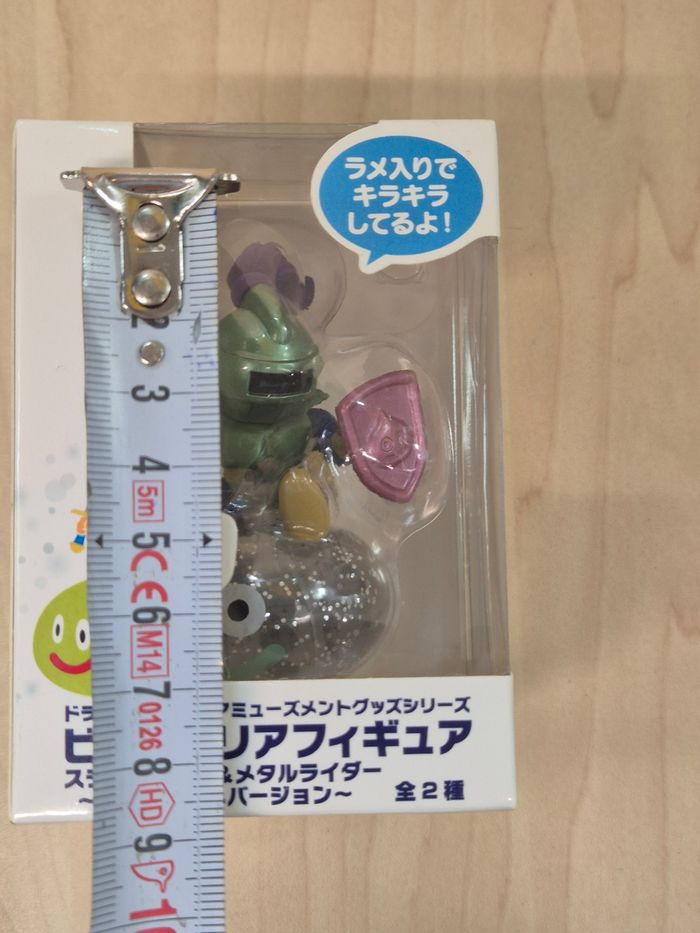 ラメ入りで
キラキラ
してるよ!
2
3
4
5m
5
CE
6
M14
7
0126
8
HD
9
ドラ
アミューズメントグッズシリーズ
リアフィギュア
&メタルライダー
バージョン〜
全2種